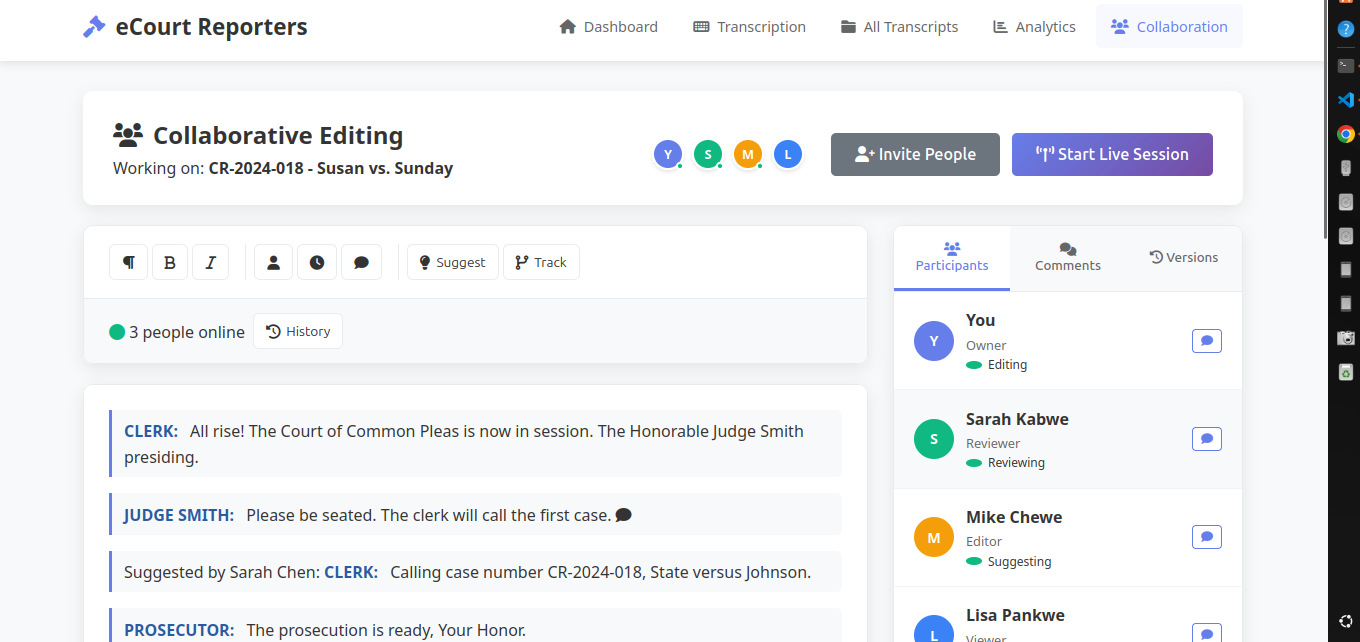 eCourt Reporters
Dashboard
Transcription
All Transcripts
Analytics
Collaboration
Collaborative Editing
Working on: CR-2024-018 - Susan vs. Sunday
Y
S
M
L
Invite People
Start Live Session
B
I
Suggest
Track
3 people online
History
CLERK: All rise! The Court of Common Pleas is now in session. The Honorable Judge Smith
presiding.
JUDGE SMITH: Please be seated. The clerk will call the first case.
Suggested by Sarah Chen: CLERK: Calling case number CR-2024-018, State versus Johnson.
PROSECUTOR: The prosecution is ready, Your Honor.
Participants
Comments
Versions
Y
You
Owner
Editing
S
Sarah Kabwe
Reviewer
Reviewing
M
Mike Chewe
Editor
Suggesting
L
Lisa Pankwe
Viewer